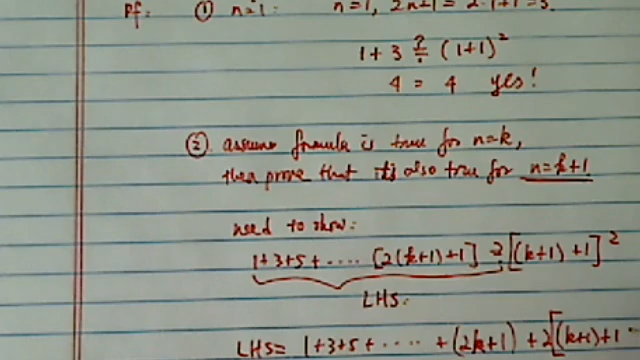 Pf: ① n=1: n=1, 2n+1 = 2·1+1 = 3.
1 + 3 ≟ (1+1)²
4 = 4 yes!
② assume formula is true for n=k,
then prove that it's also true for n=k+1
need to show:
1+3+5+ ···· [2(k+1)+1] ≟ [(k+1)+1]²
LHS.
LHS = 1+3+5+ ····· + (2k+1) + 2[(k+1)+1